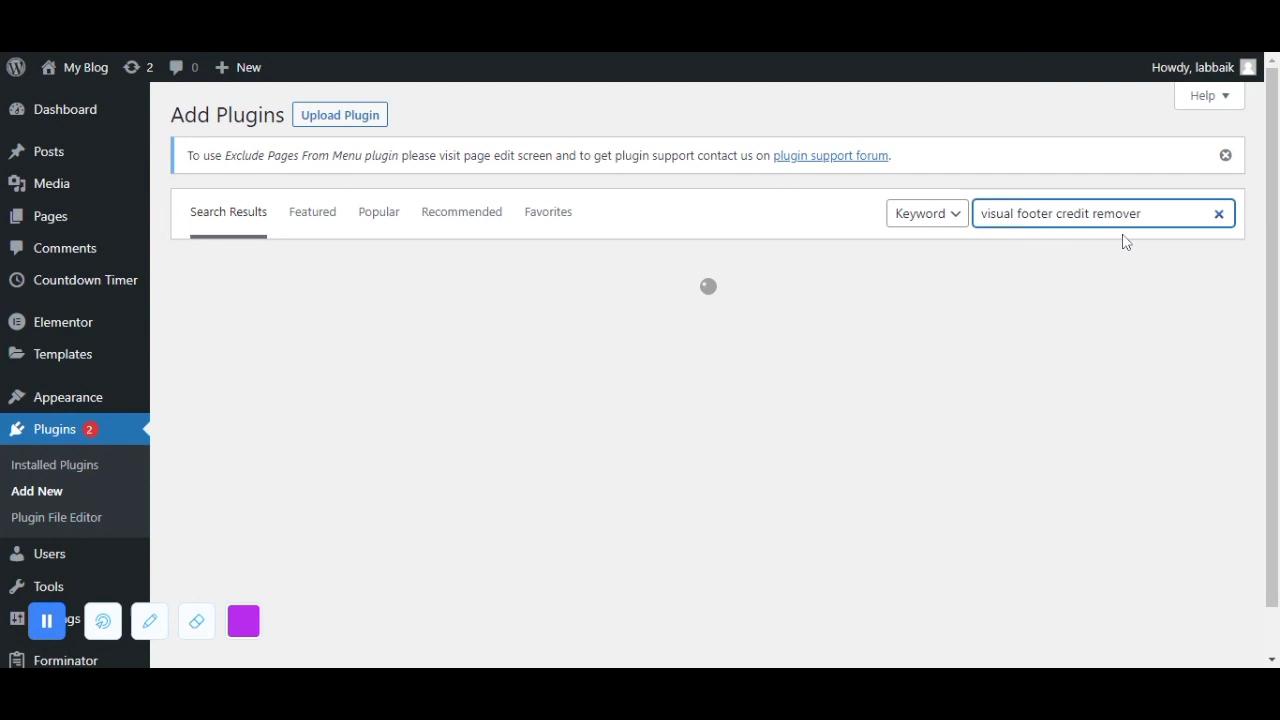 My Blog 2 0 New Howdy, labbaik
Help
Dashboard
Posts
Media
Pages
Comments
Countdown Timer
Elementor
Templates
Appearance
Plugins 2
Installed Plugins
Add New
Plugin File Editor
Users
Tools
gs
Forminator
Add Plugins Upload Plugin
To use Exclude Pages From Menu plugin please visit page edit screen and to get plugin support contact us on plugin support forum.
Search Results Featured Popular Recommended Favorites Keyword visual footer credit remover